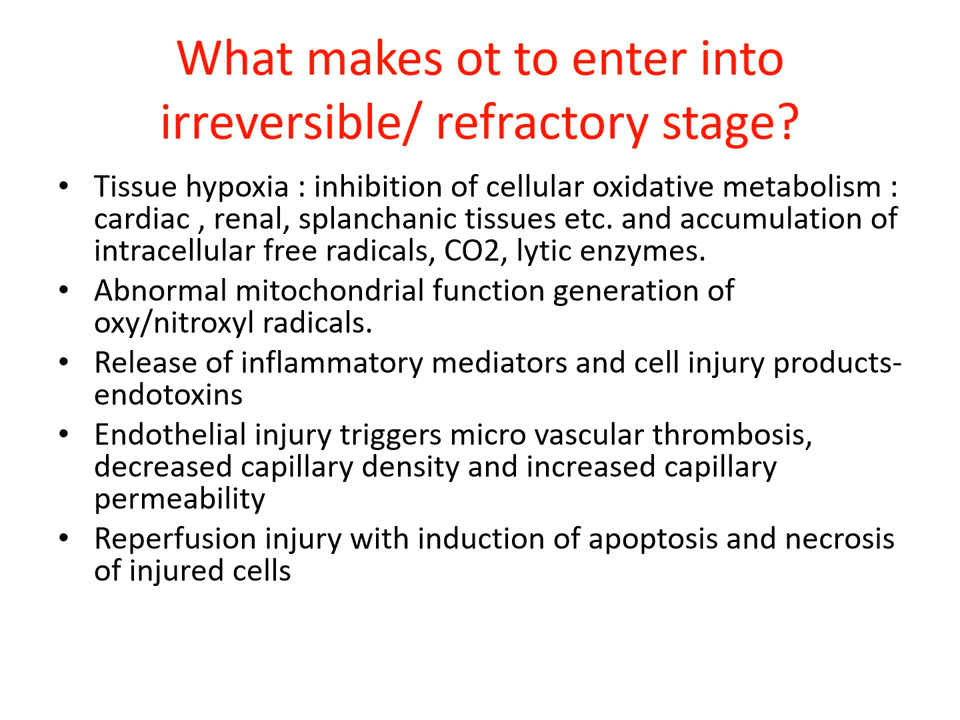 What makes ot to enter into
irreversible/ refractory stage?
• Tissue hypoxia : inhibition of cellular oxidative metabolism :
cardiac , renal, splanchanic tissues etc. and accumulation of
intracellular free radicals, CO2, lytic enzymes.
• Abnormal mitochondrial function generation of
oxy/nitroxyl radicals.
• Release of inflammatory mediators and cell injury products-
endotoxins
• Endothelial injury triggers micro vascular thrombosis,
decreased capillary density and increased capillary
permeability
• Reperfusion injury with induction of apoptosis and necrosis
of injured cells